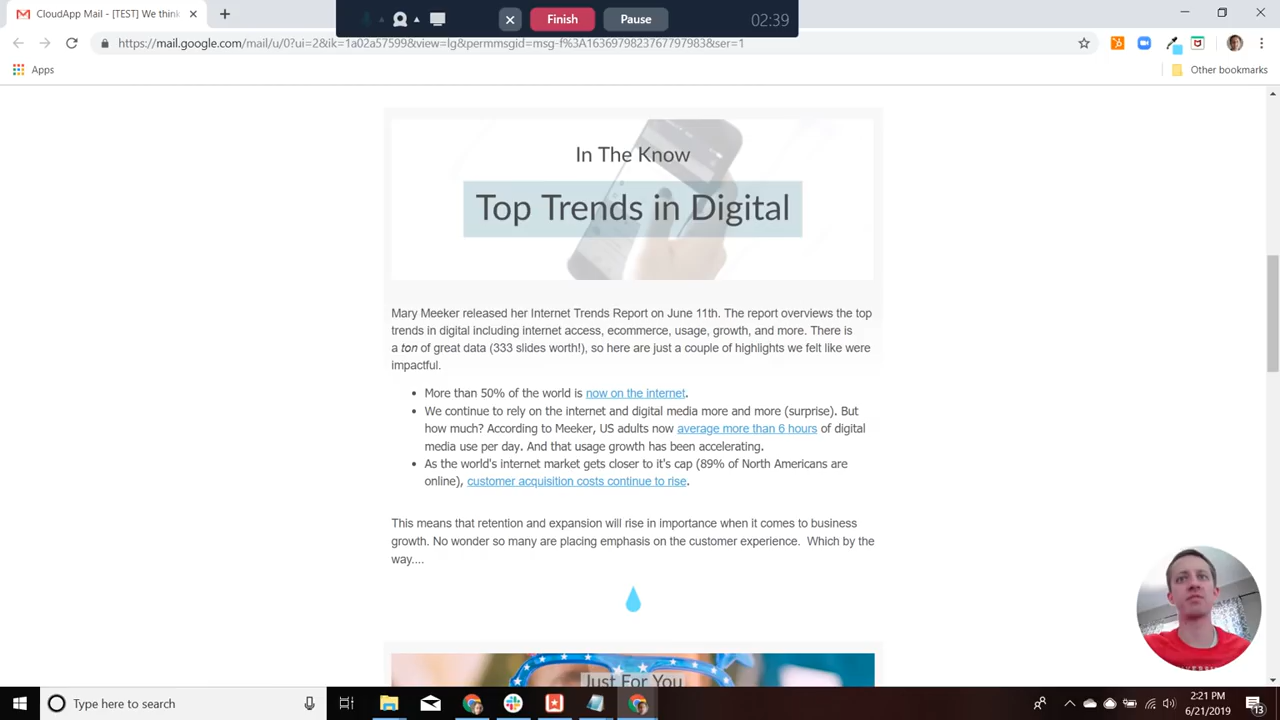 CloudApp Mail - [TEST] We think
Finish
Pause
02:39
https://mail.google.com/mail/u/0?ui=2&ik=1a02a57599&view=lg&permmsgid=msg-f%3A1636979823767797983&ser=1
Apps
Other bookmarks
In The Know
Top Trends in Digital
Mary Meeker released her Internet Trends Report on June 11th. The report overviews the top
trends in digital including internet access, ecommerce, usage, growth, and more. There is
a ton of great data (333 slides worth!), so here are just a couple of highlights we felt like were
impactful.
• More than 50% of the world is now on the internet.
• We continue to rely on the internet and digital media more and more (surprise). But
how much? According to Meeker, US adults now average more than 6 hours of digital
media use per day. And that usage growth has been accelerating.
• As the world's internet market gets closer to it's cap (89% of North Americans are
online), customer acquisition costs continue to rise.
This means that retention and expansion will rise in importance when it comes to business
growth. No wonder so many are placing emphasis on the customer experience. Which by the
way....
Just For You
Type here to search
2:21 PM
6/21/2019
13